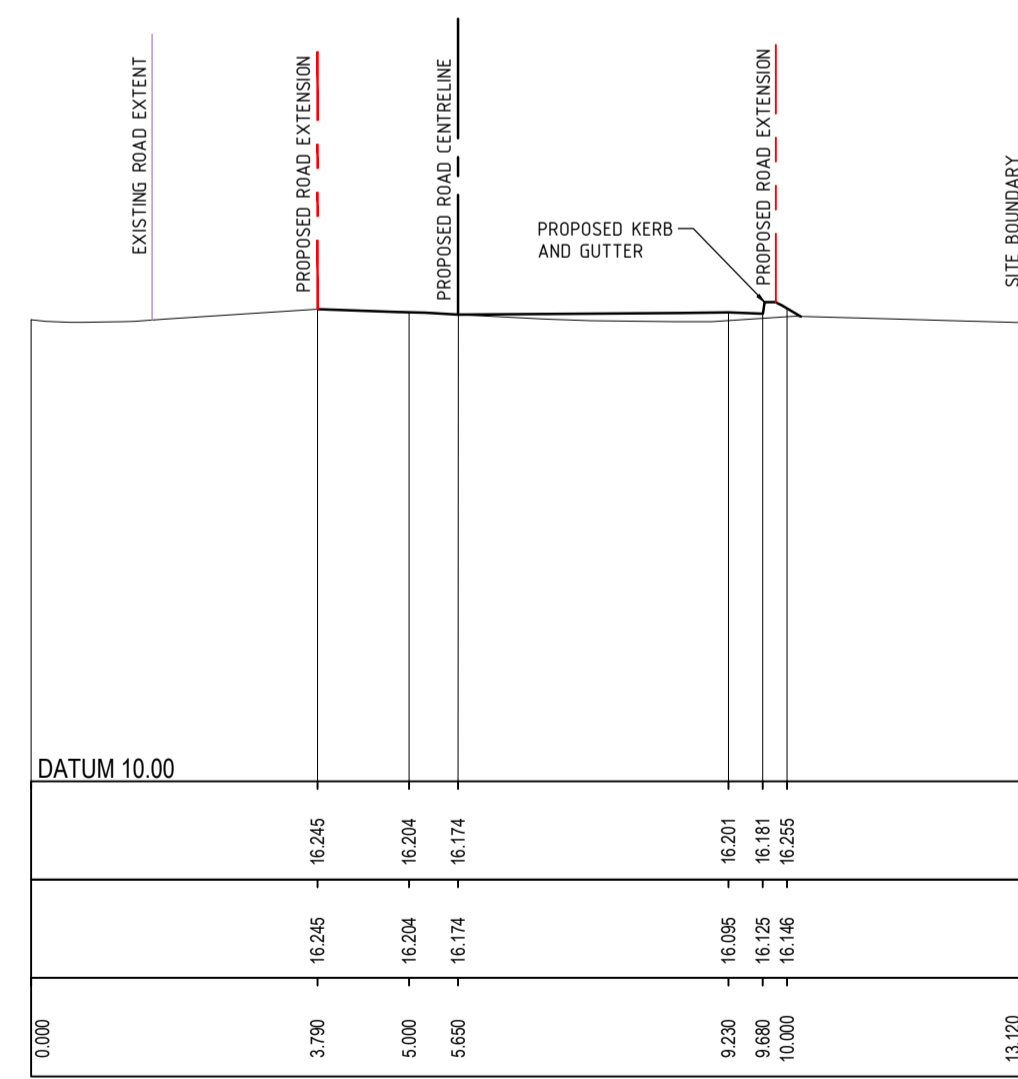 EXISTING ROAD EXTENT
PROPOSED ROAD EXTENSION
PROPOSED ROAD CENTRELINE
PROPOSED KERB
AND GUTTER
PROPOSED ROAD EXTENSION
SITE BOUNDARY
DATUM 10.00
16.245 16.204 16.174 16.201 16.181 16.255
16.245 16.204 16.174 16.095 16.125 16.146
0.000 3.790 5.000 5.650 9.230 9.680 10.000 13.120